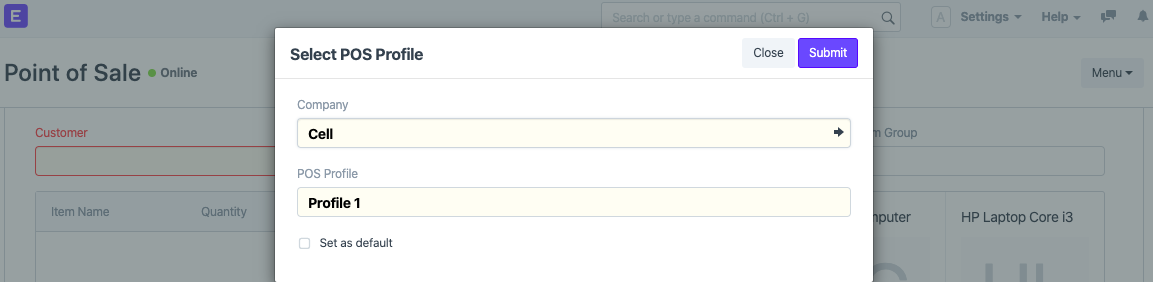 E
Search or type a command (Ctrl + G)
A
Settings
Help
Select POS Profile
Close
Submit
Point of Sale
Online
Menu
Company
Cell
Customer
Group
POS Profile
Profile 1
Item Name
Quantity
HP Laptop Core i3
Set as default